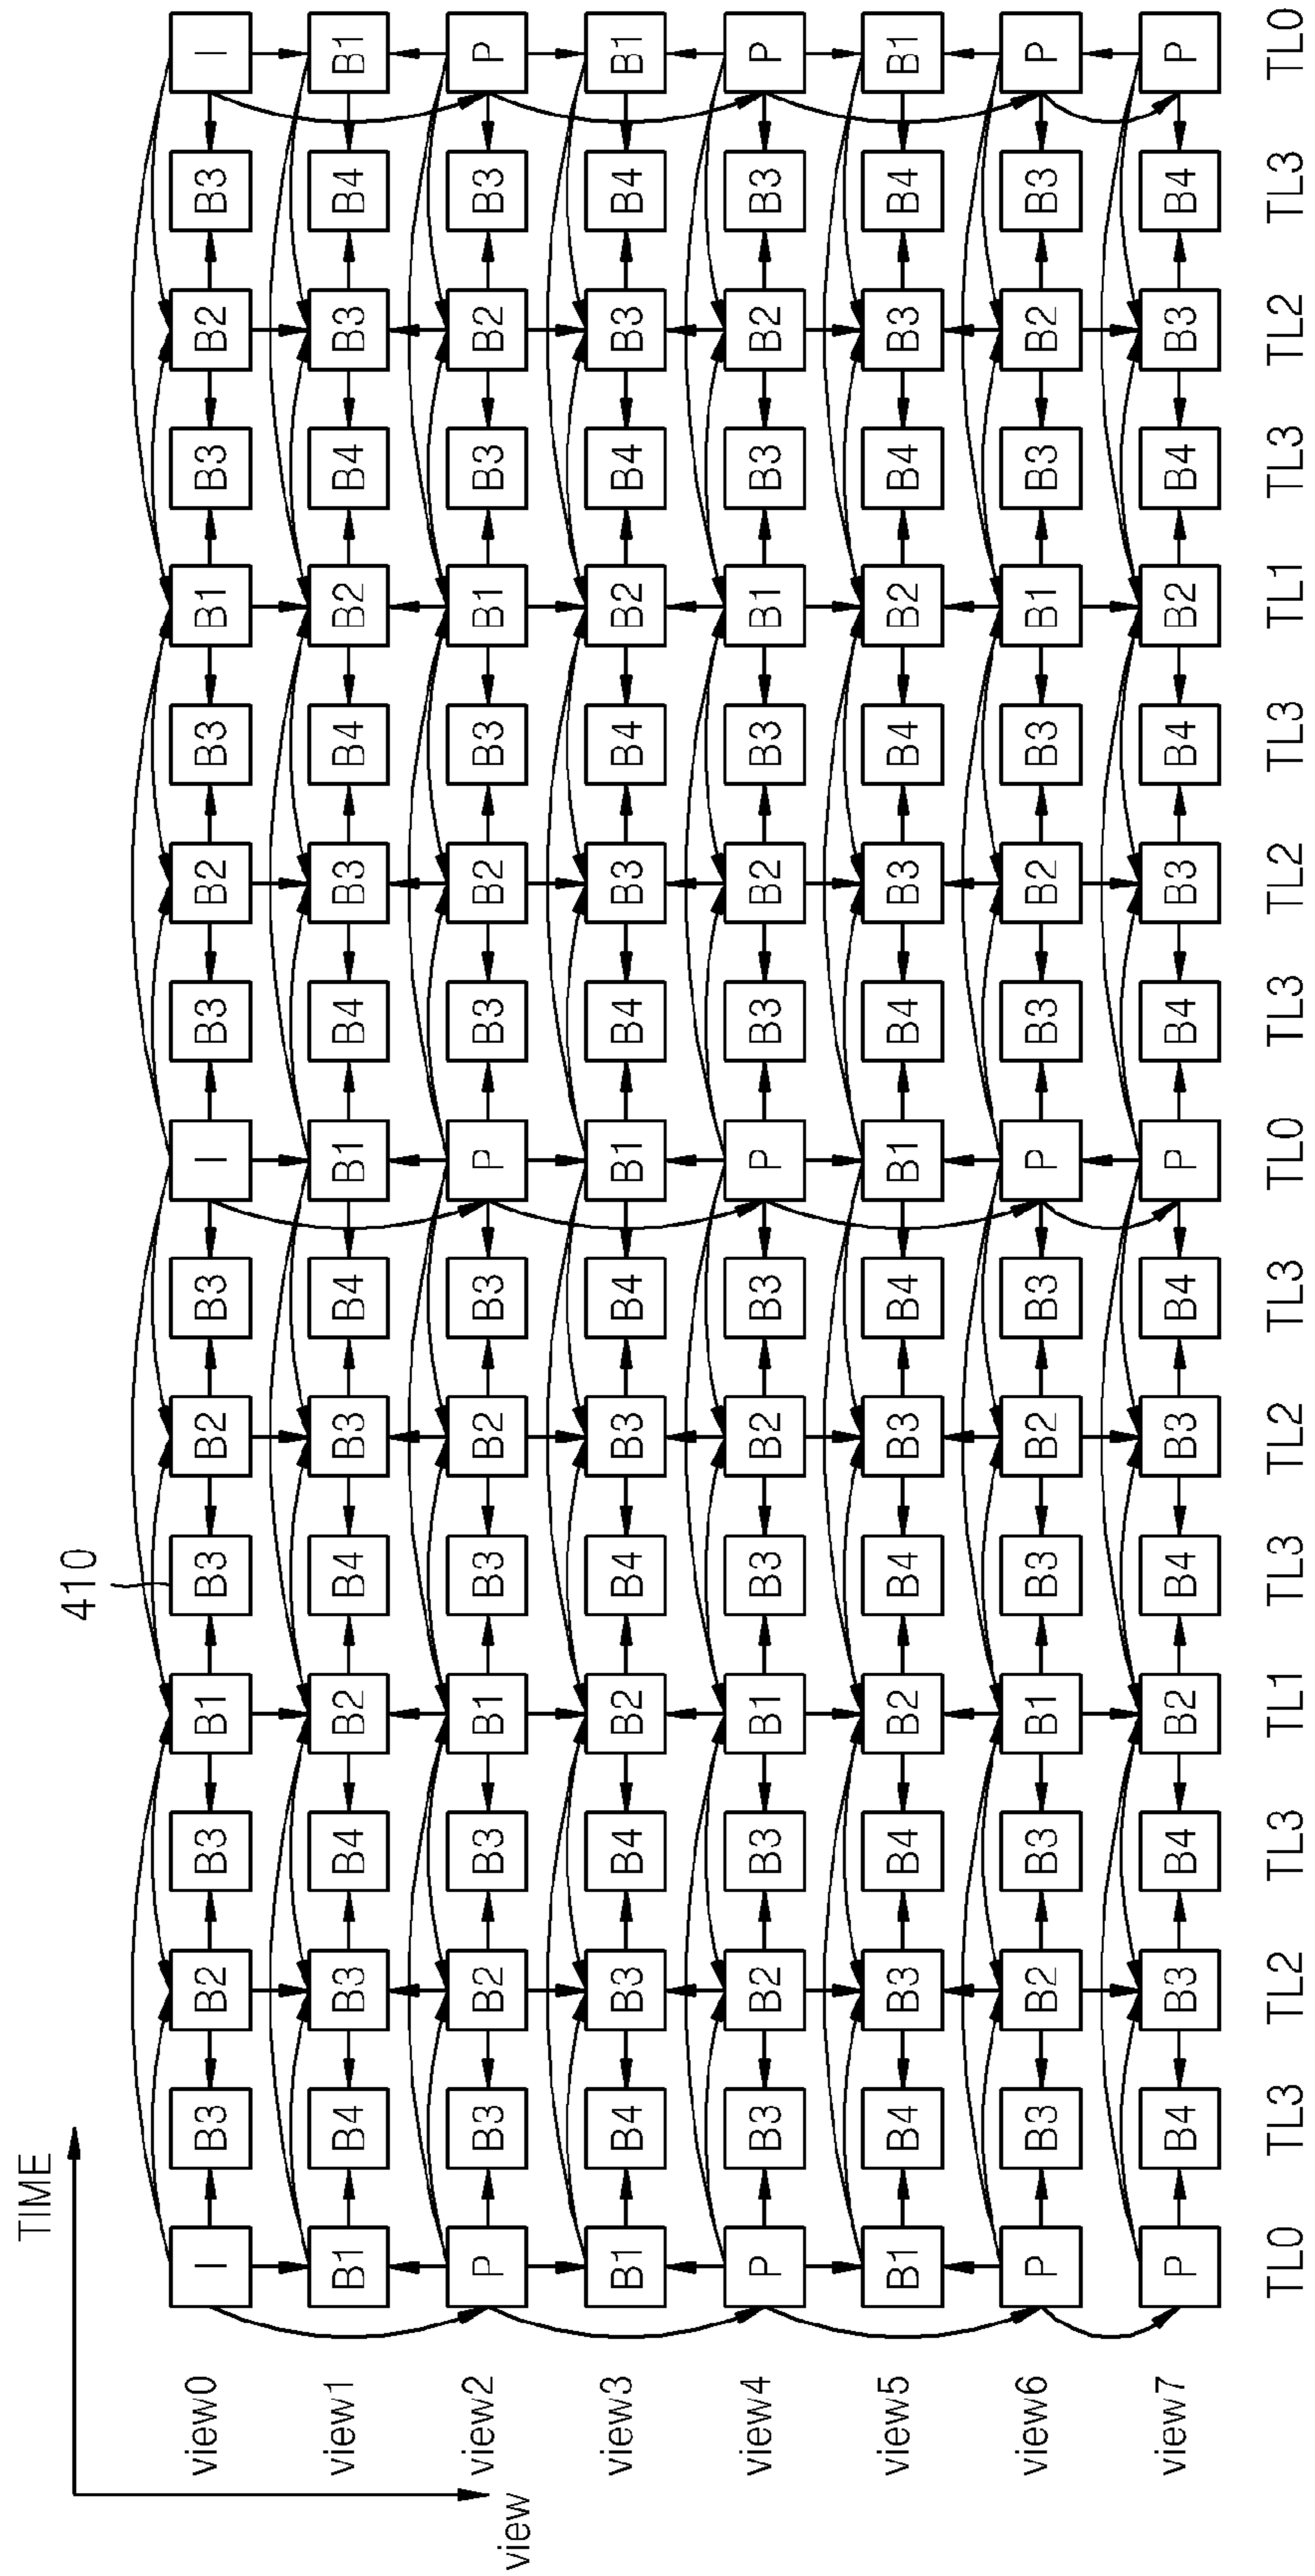 TIME
410
view0 I B3 B2 B3 B1 B3 B2 B3 I B3 B2 B3 B1 B3 B2 B3 I
view1 B1 B4 B3 B4 B2 B4 B3 B4 B1 B4 B3 B4 B2 B4 B3 B4 B1
view2 P B3 B2 B3 B1 B3 B2 B3 P B3 B2 B3 B1 B3 B2 B3 P
view
view3 B1 B4 B3 B4 B2 B4 B3 B4 B1 B4 B3 B4 B2 B4 B3 B4 B1
view4 P B3 B2 B3 B1 B3 B2 B3 P B3 B2 B3 B1 B3 B2 B3 P
view5 B1 B4 B3 B4 B2 B4 B3 B4 B1 B4 B3 B4 B2 B4 B3 B4 B1
view6 P B3 B2 B3 B1 B3 B2 B3 P B3 B2 B3 B1 B3 B2 B3 P
view7 P B4 B3 B4 B2 B4 B3 B4 P B4 B3 B4 B2 B4 B3 B4 P
TL0 TL3 TL2 TL3 TL1 TL3 TL2 TL3 TL0 TL3 TL2 TL3 TL1 TL3 TL2 TL3 TL0